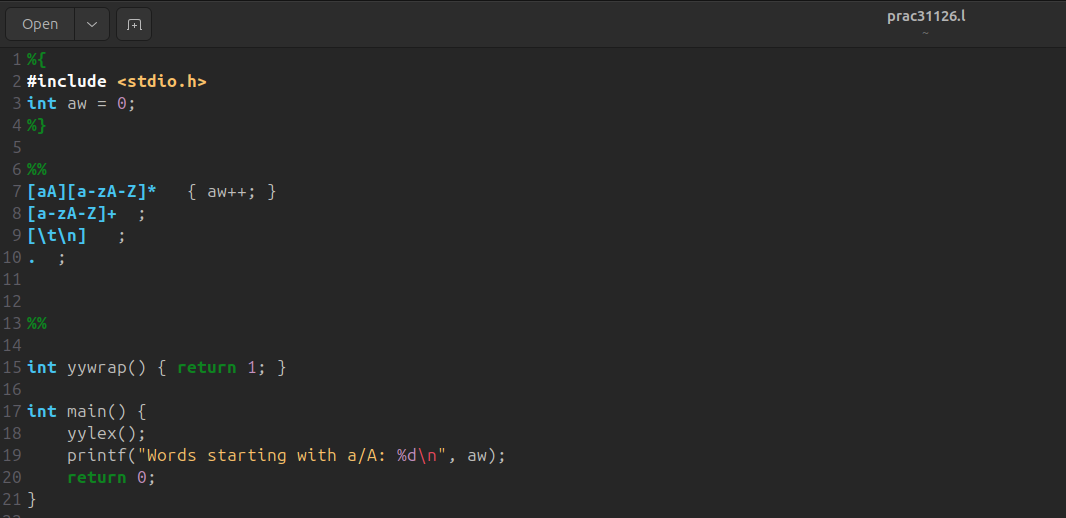 Open
prac31126.l
~
1 %{
2 #include <stdio.h>
3 int aw = 0;
4 %}
5
6 %%
7 [aA][a-zA-Z]*   { aw++; }
8 [a-zA-Z]+  ;
9 [\t\n]   ;
10 .  ;
11
12
13 %%
14
15 int yywrap() { return 1; }
16
17 int main() {
18     yylex();
19     printf("Words starting with a/A: %d\n", aw);
20     return 0;
21 }
22